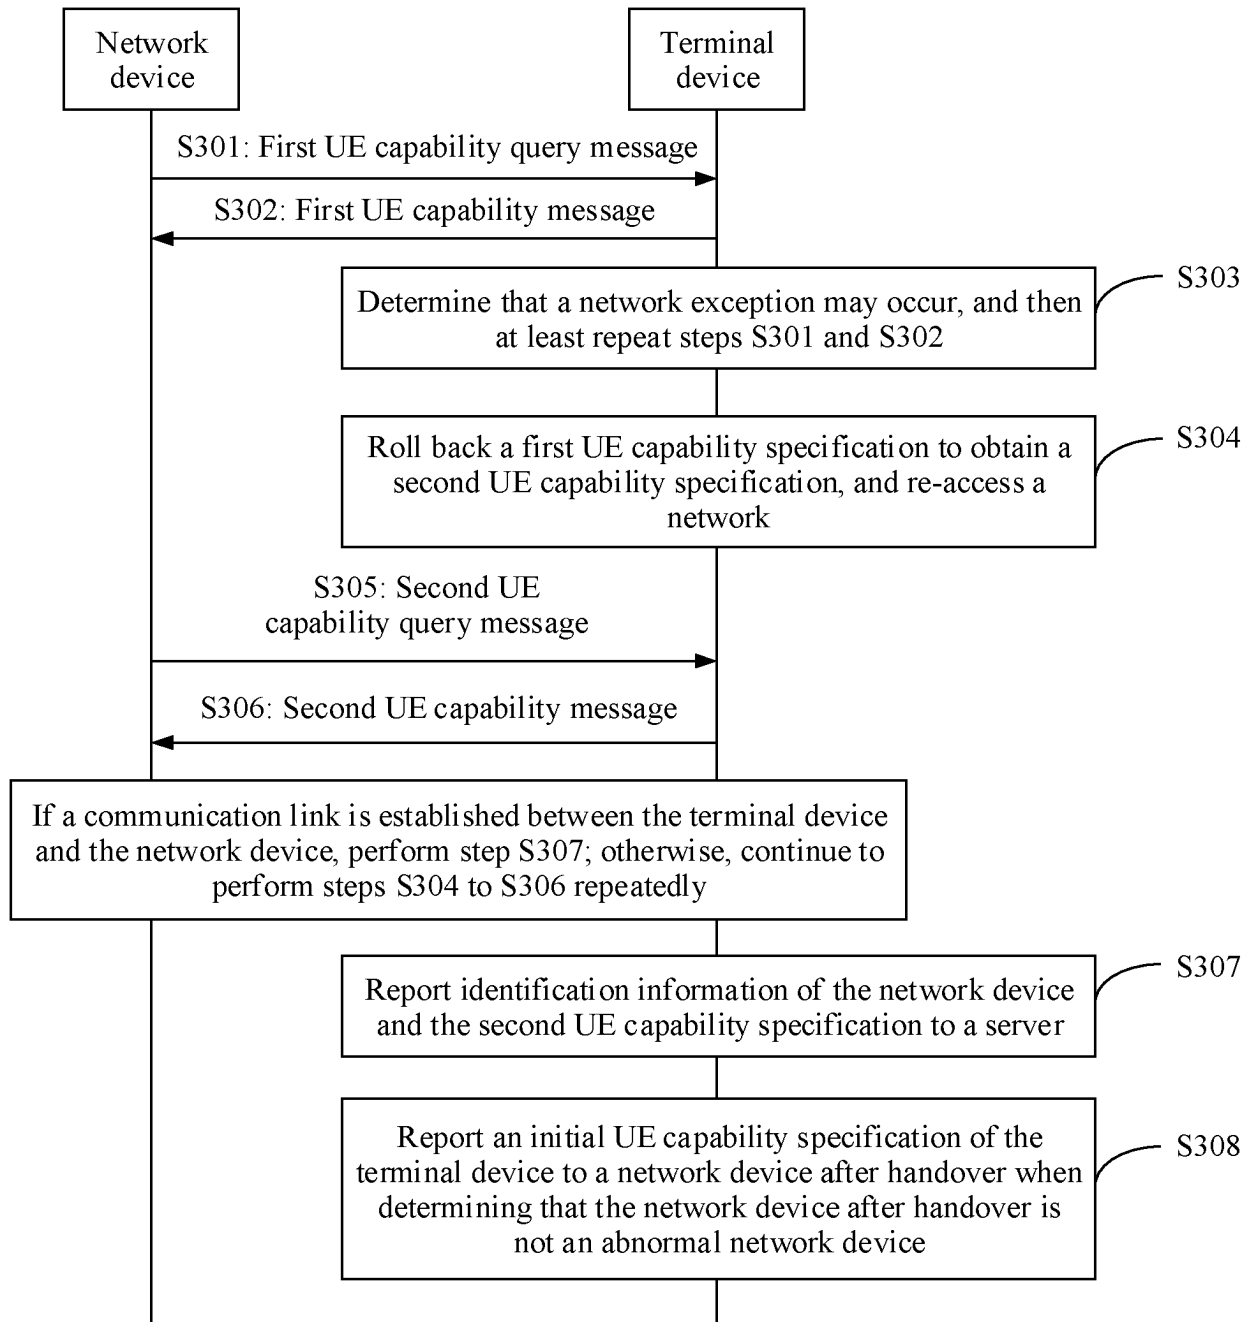 Network
device
Terminal
device
S301: First UE capability query message
S302: First UE capability message
Determine that a network exception may occur, and then
at least repeat steps S301 and S302
S303
Roll back a first UE capability specification to obtain a
second UE capability specification, and re-access a
network
S304
S305: Second UE
capability query message
S306: Second UE capability message
If a communication link is established between the terminal device
and the network device, perform step S307; otherwise, continue to
perform steps S304 to S306 repeatedly
Report identification information of the network device
and the second UE capability specification to a server
S307
Report an initial UE capability specification of the
terminal device to a network device after handover when
determining that the network device after handover is
not an abnormal network device
S308